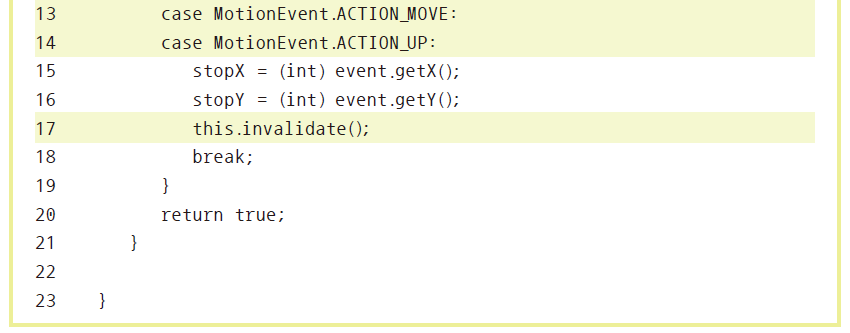 13 case MotionEvent.ACTION_MOVE:
14 case MotionEvent.ACTION_UP:
15 stopX = (int) event.getX();
16 stopY = (int) event.getY();
17 this.invalidate();
18 break;
19 }
20 return true;
21 }
22
23 }